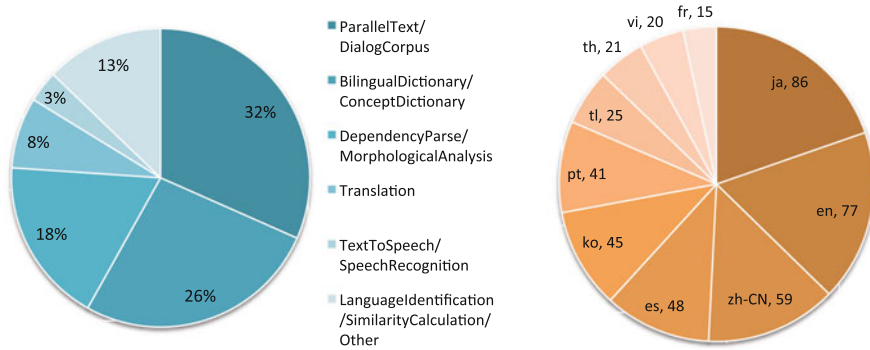 13%
3%
8%
18%
26%
32%
ParallelText/
DialogCorpus
BilingualDictionary/
ConceptDictionary
DependencyParse/
MorphologicalAnalysis
Translation
TextToSpeech/
SpeechRecognition
LanguageIdentification
/SimilarityCalculation/
Other
fr, 15
vi, 20
th, 21
tl, 25
pt, 41
ko, 45
es, 48
zh-CN, 59
en, 77
ja, 86